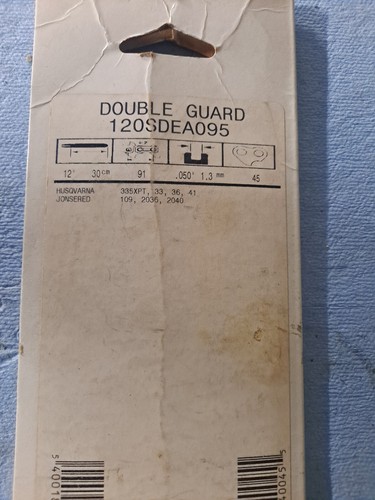 DOUBLE GUARD
120SDEA095
12" 30cm 91 .050" 1.3 mm 45
HUSQVARNA 335XPT, 33, 36, 41
JONSERED 109, 2036, 2040